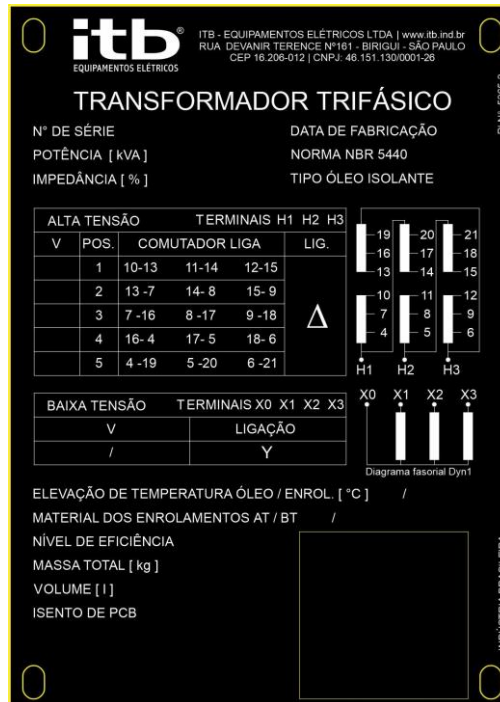 itb®
EQUIPAMENTOS ELÉTRICOS
ITB - EQUIPAMENTOS ELÉTRICOS LTDA | www.itb.ind.br
RUA DEVANIR TERENCE Nº161 - BIRIGUI - SÃO PAULO
CEP 16.206-012 | CNPJ: 46.151.130/0001-26
TRANSFORMADOR TRIFÁSICO
N° DE SÉRIE
DATA DE FABRICAÇÃO
POTÊNCIA [ kVA ]
NORMA NBR 5440
IMPEDÂNCIA [ % ]
TIPO ÓLEO ISOLANTE
ALTA TENSÃO TERMINAIS H1 H2 H3
V POS. COMUTADOR LIGA LIG.
1 10-13 11-14 12-15
2 13 -7 14- 8 15- 9
3 7 -16 8 -17 9 -18
4 16- 4 17- 5 18- 6
5 4 -19 5 -20 6 -21
Δ
19 20 21
16 17 18
13 14 15
10 11 12
7 8 9
4 5 6
H1 H2 H3
BAIXA TENSÃO TERMINAIS X0 X1 X2 X3
V LIGAÇÃO
/ Y
X0 X1 X2 X3
Diagrama fasorial Dyn1
ELEVAÇÃO DE TEMPERATURA ÓLEO / ENROL. [ °C ] /
MATERIAL DOS ENROLAMENTOS AT / BT /
NÍVEL DE EFICIÊNCIA
MASSA TOTAL [ kg ]
VOLUME [ l ]
ISENTO DE PCB